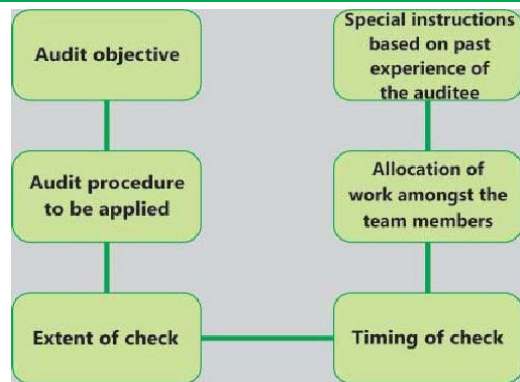 Audit objective
Special instructions
based on past
experience of
the auditee
Audit procedure
to be applied
Allocation of
work amongst the
team members
Extent of check
Timing of check